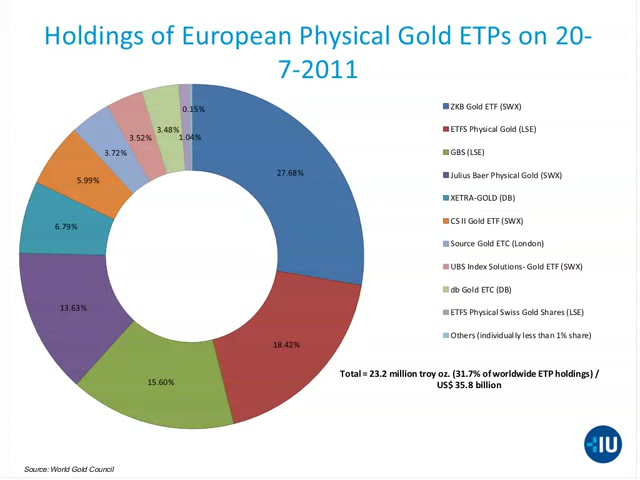 Holdings of European Physical Gold ETPs on 20-
7-2011
0.15%
1.04%
3.48%
3.52%
3.72%
5.99%
6.79%
13.63%
15.60%
18.42%
27.68%
ZKB Gold ETF (SWX)
ETFS Physical Gold (LSE)
GBS (LSE)
Julius Baer Physical Gold (SWX)
XETRA-GOLD (DB)
CS II Gold ETF (SWX)
Source Gold ETC (London)
UBS Index Solutions- Gold ETF (SWX)
db Gold ETC (DB)
ETFS Physical Swiss Gold Shares (LSE)
Others (individually less than 1% share)
Total = 23.2 million troy oz. (31.7% of worldwide ETP holdings) /
US$ 35.8 billion
IU
Source: World Gold Council